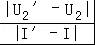 |U₂′ - U₂|
|I′ - I|